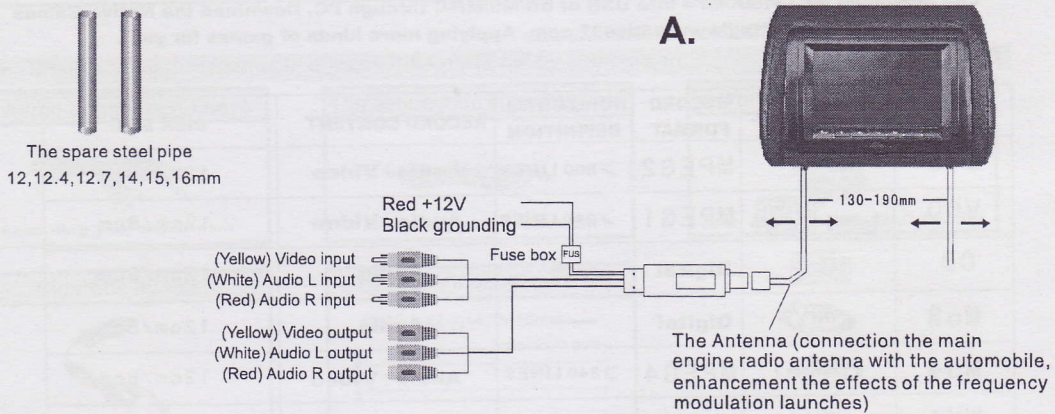 A.
The spare steel pipe
12,12.4,12.7,14,15,16mm
130-190mm
Red +12V
Black grounding
Fuse box
FUS
(Yellow) Video input
(White) Audio L input
(Red) Audio R input
(Yellow) Video output
(White) Audio L output
(Red) Audio R output
The Antenna (connection the main
engine radio antenna with the automobile,
enhancement the effects of the frequency
modulation launches)